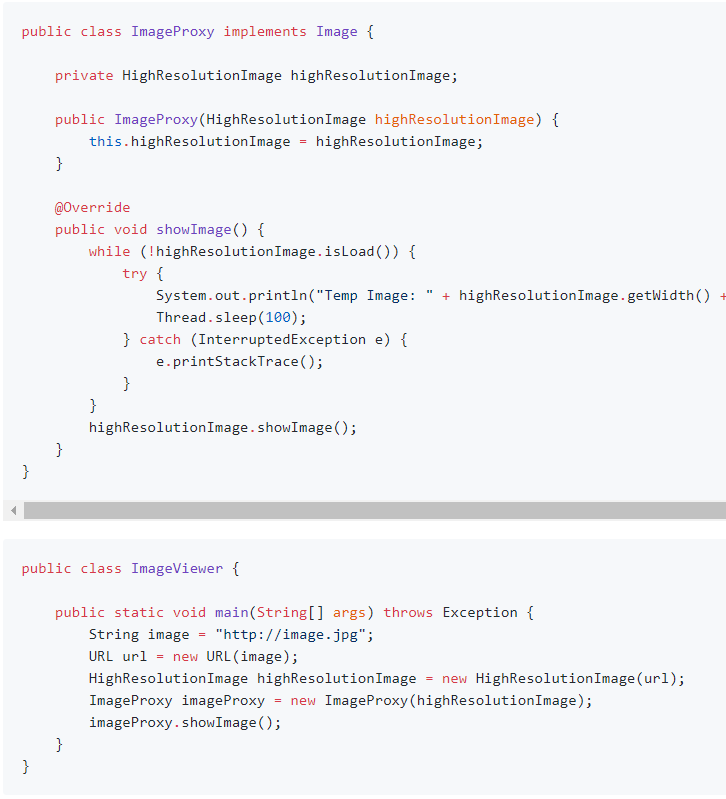 public class ImageProxy implements Image {
    private HighResolutionImage highResolutionImage;
    public ImageProxy(HighResolutionImage highResolutionImage) {
        this.highResolutionImage = highResolutionImage;
    }
    @Override
    public void showImage() {
        while (!highResolutionImage.isLoad()) {
            try {
                System.out.println("Temp Image: " + highResolutionImage.getWidth() +
                Thread.sleep(100);
            } catch (InterruptedException e) {
                e.printStackTrace();
            }
        }
        highResolutionImage.showImage();
    }
}
public class ImageViewer {
    public static void main(String[] args) throws Exception {
        String image = "http://image.jpg";
        URL url = new URL(image);
        HighResolutionImage highResolutionImage = new HighResolutionImage(url);
        ImageProxy imageProxy = new ImageProxy(highResolutionImage);
        imageProxy.showImage();
    }
}